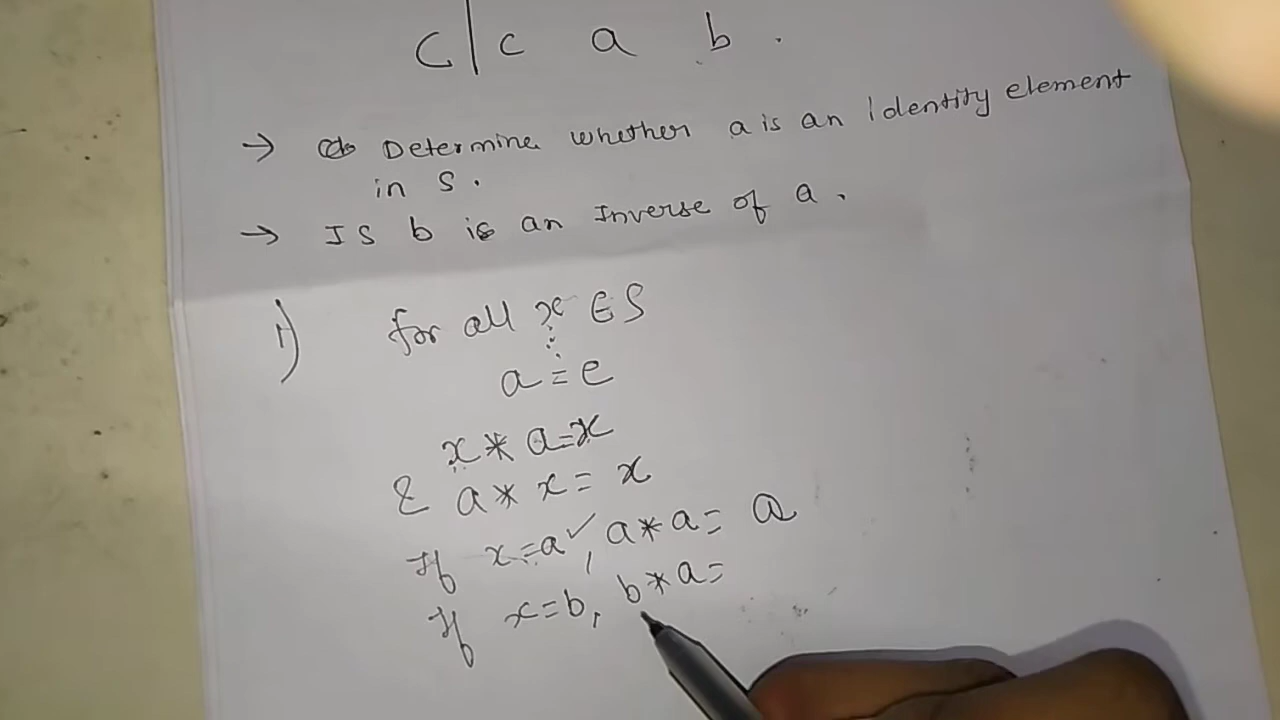 C | c a b .
→ Determine whether a is an Identity element
in S .
→ IS b is an Inverse of a .
1) for all x ∈ S
a = e
x * a = x
& a * x = x
If x = a ✓, a * a = a
If x = b, b * a =